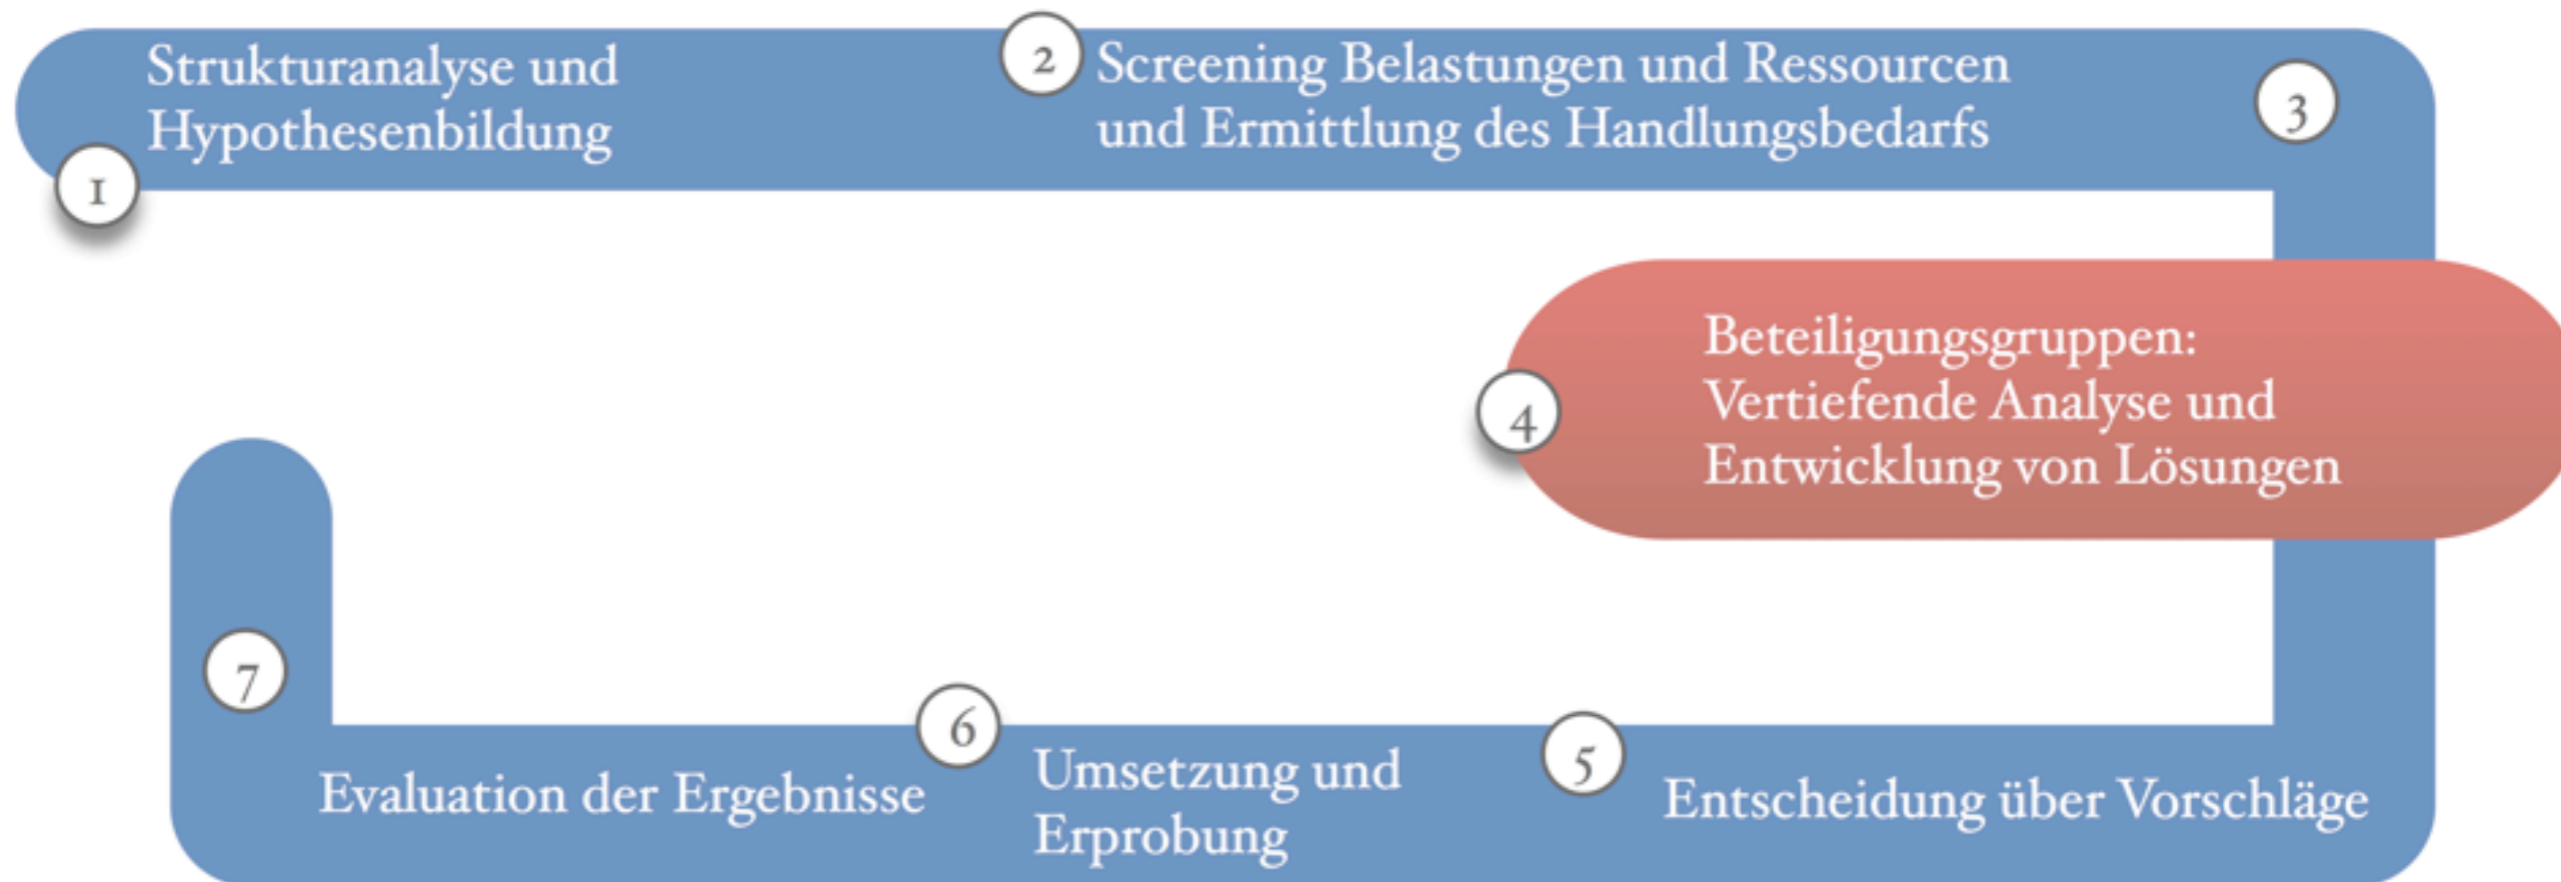 1
Strukturanalyse und
Hypothesenbildung
2
Screening Belastungen und Ressourcen
und Ermittlung des Handlungsbedarfs
3
4
Beteiligungsgruppen:
Vertiefende Analyse und
Entwicklung von Lösungen
5
Entscheidung über Vorschläge
6
Umsetzung und
Erprobung
7
Evaluation der Ergebnisse